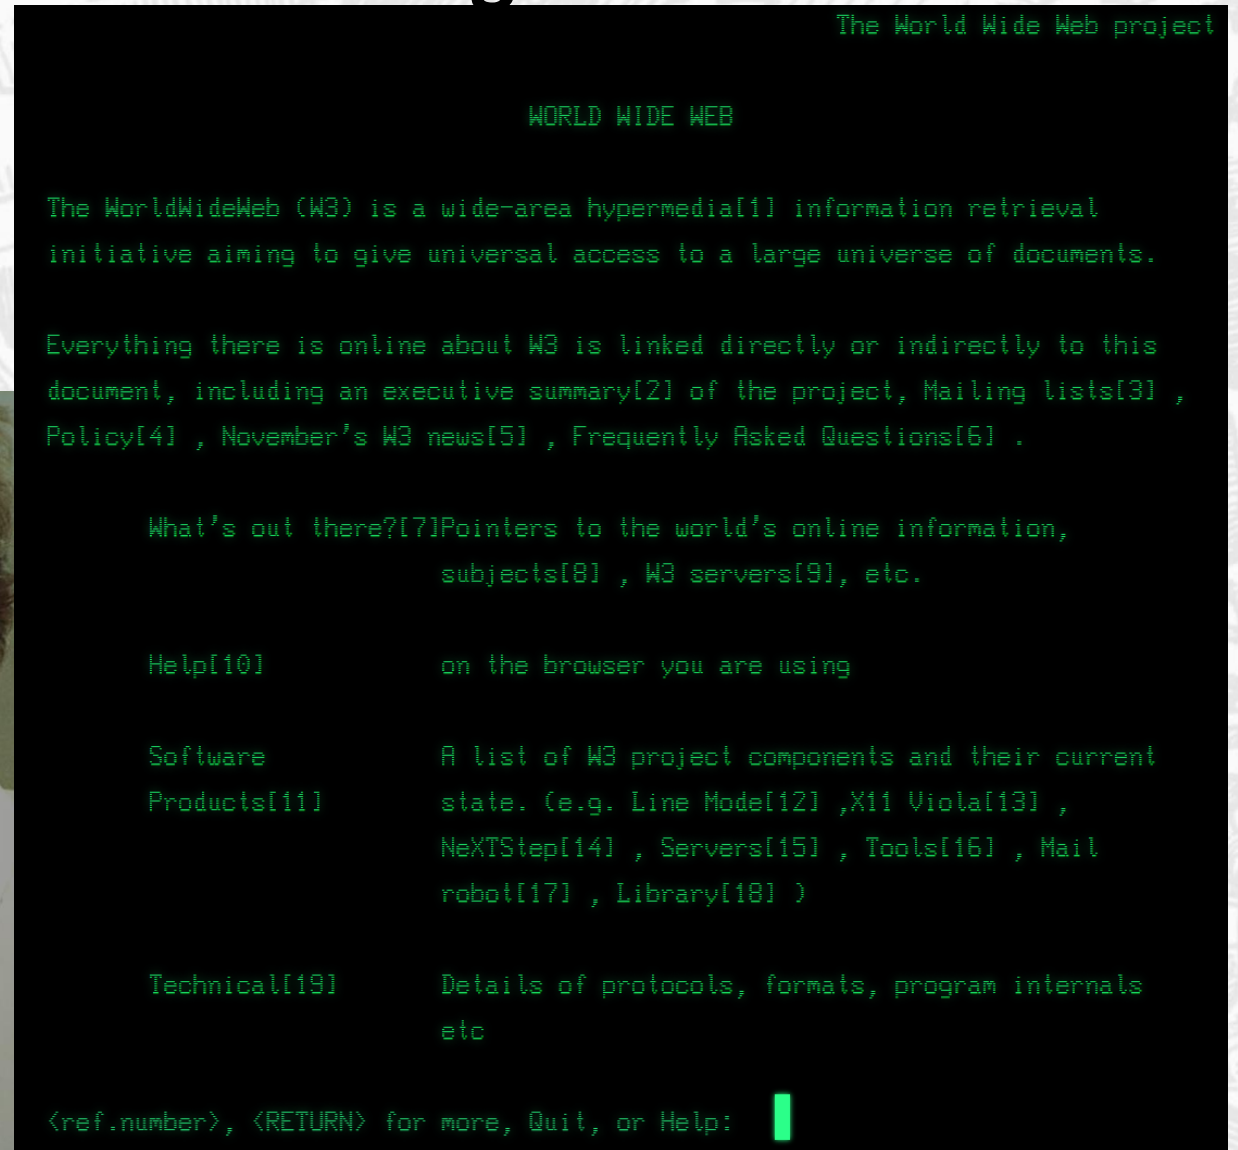 The World Wide Web project
WORLD WIDE WEB
The WorldWideWeb (W3) is a wide-area hypermedia[1] information retrieval
initiative aiming to give universal access to a large universe of documents.
Everything there is online about W3 is linked directly or indirectly to this
document, including an executive summary[2] of the project, Mailing lists[3] ,
Policy[4] , November's W3 news[5] , Frequently Asked Questions[6] .
What's out there?[7]Pointers to the world's online information,
subjects[8] , W3 servers[9], etc.
Help[10] on the browser you are using
Software A list of W3 project components and their current
Products[11] state. (e.g. Line Mode[12] ,X11 Viola[13] ,
NeXTStep[14] , Servers[15] , Tools[16] , Mail
robot[17] , Library[18] )
Technical[19] Details of protocols, formats, program internals
etc
<ref.number>, <RETURN> for more, Quit, or Help: